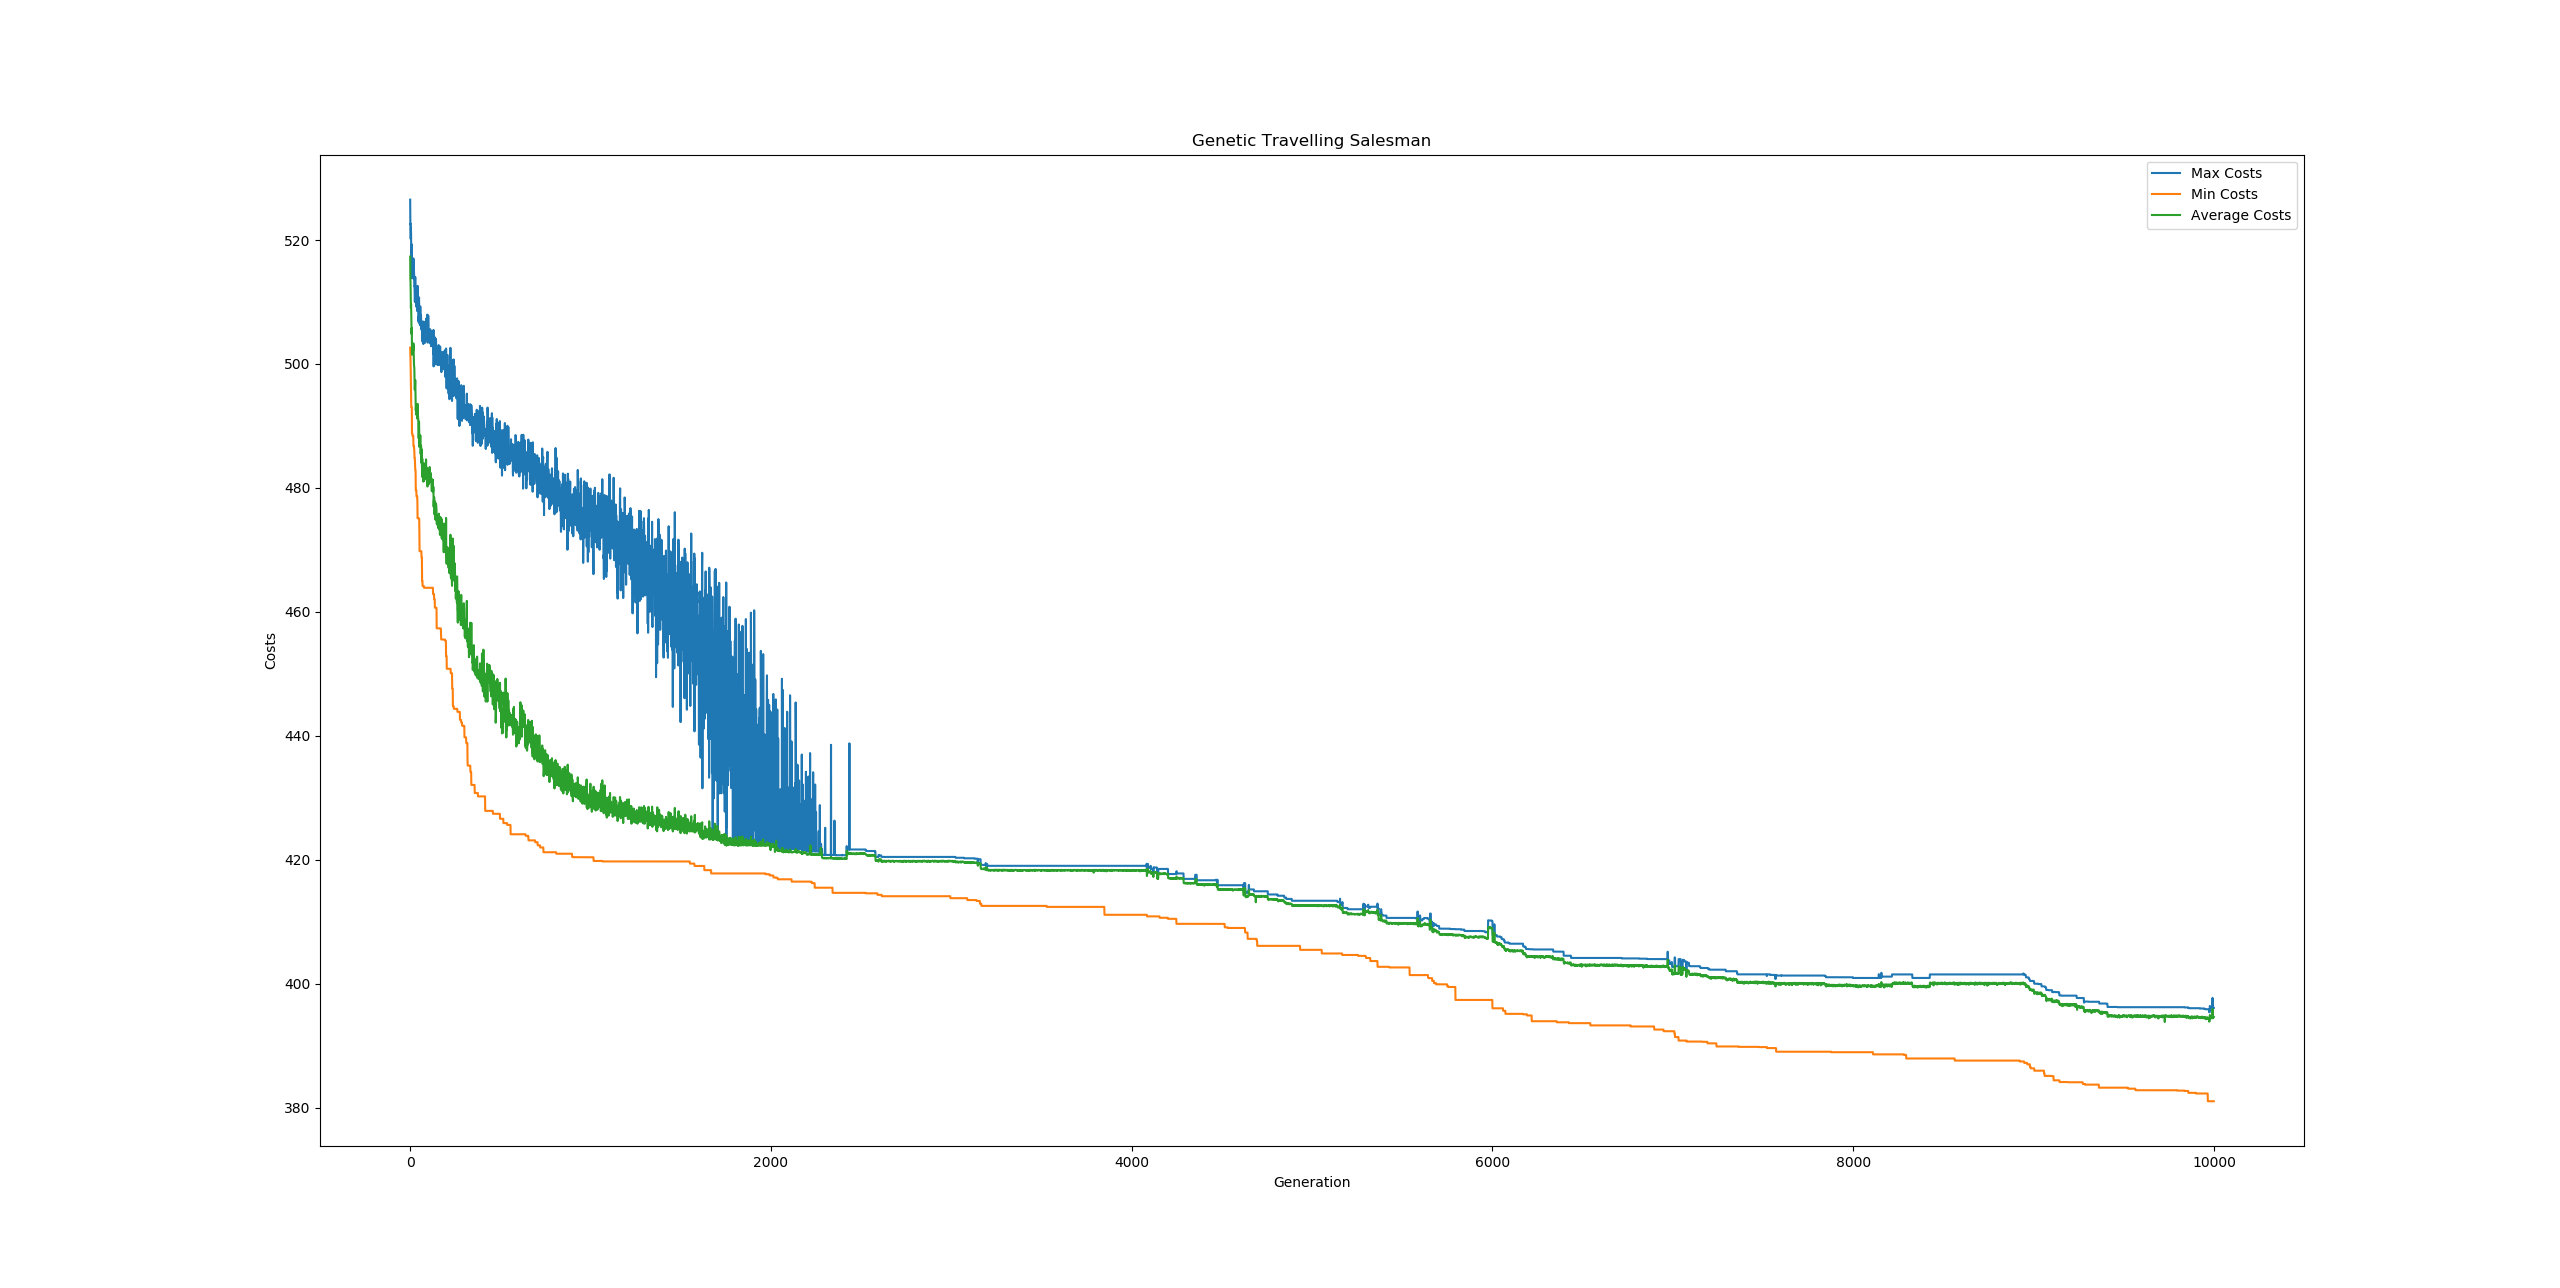 Genetic Travelling Salesman
Max Costs
Min Costs
Average Costs
520
500
480
460
440
420
400
380
Costs
0 2000 4000 6000 8000 10000
Generation